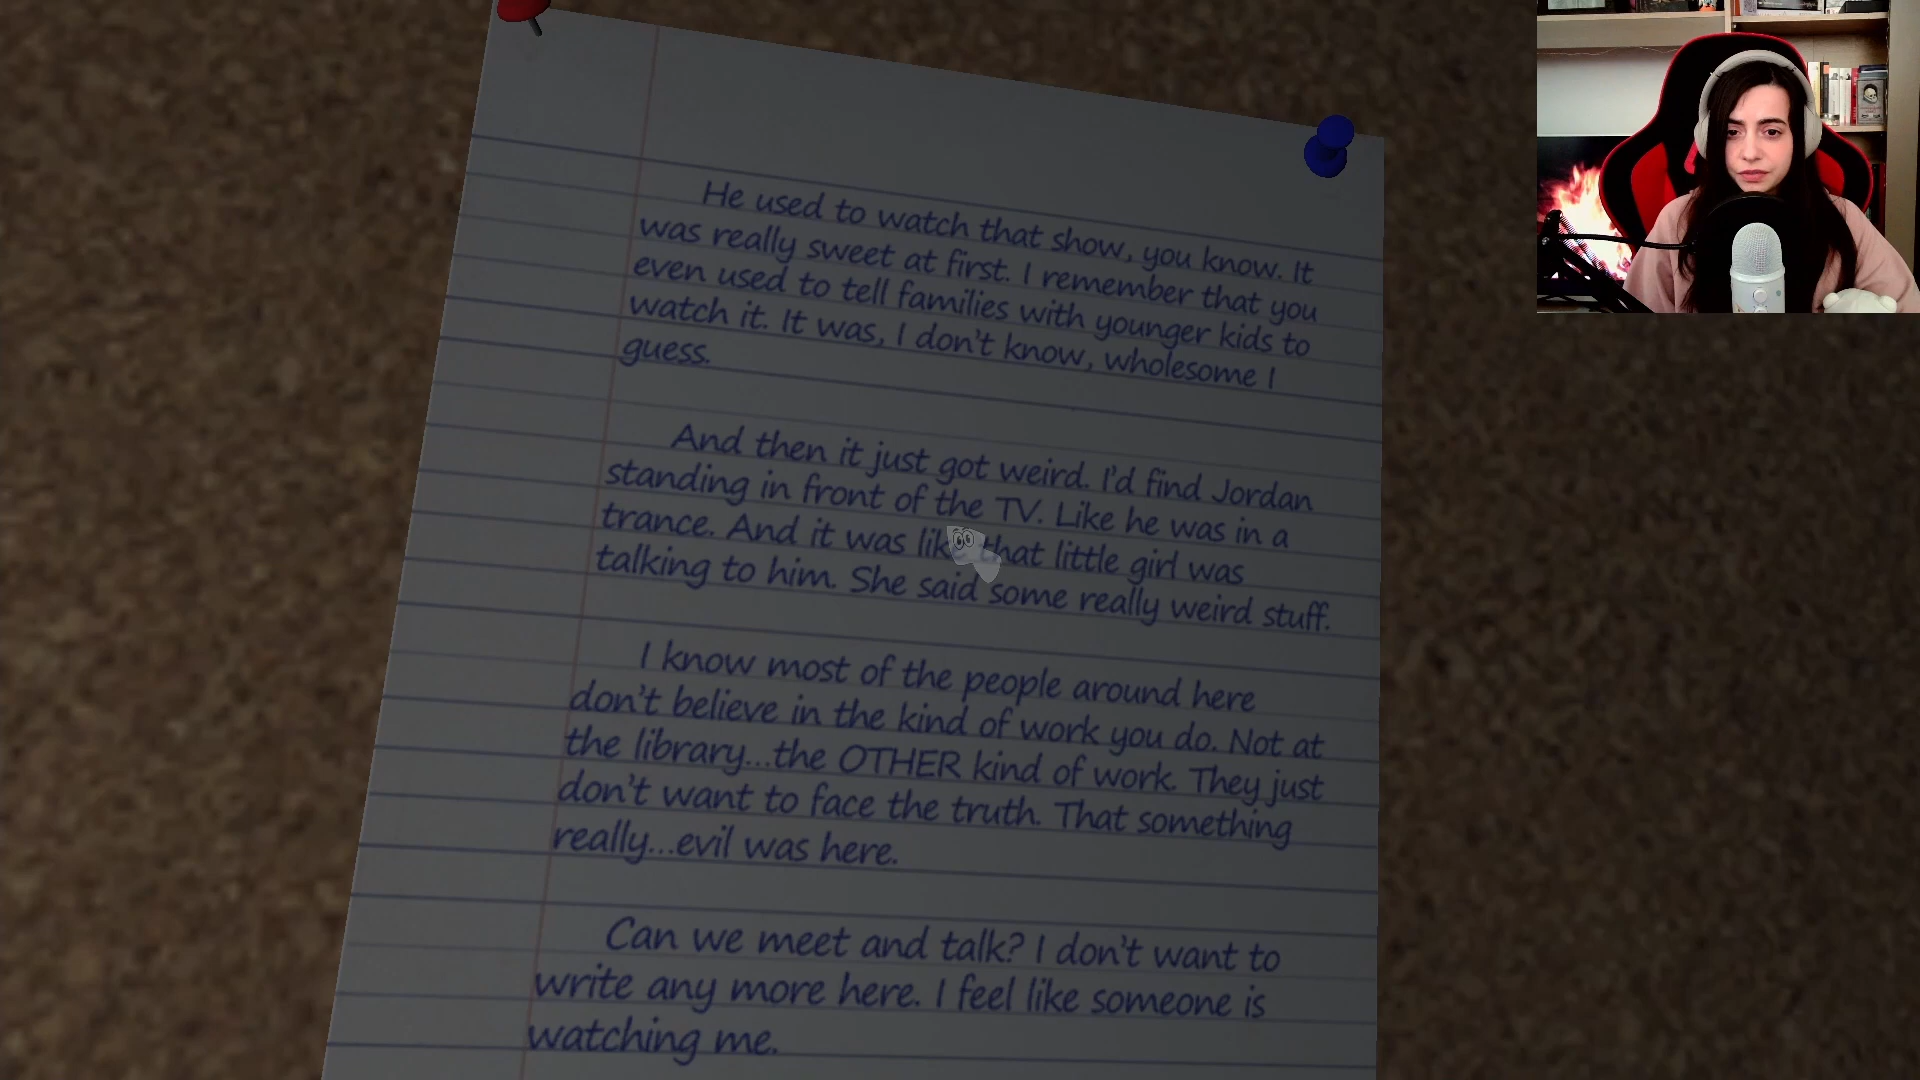 He used to watch that show, you know. It
was really sweet at first. I remember that you
even used to tell families with younger kids to
watch it. It was, I don't know, wholesome I
guess.
And then it just got weird. I'd find Jordan
standing in front of the TV. Like he was in a
trance. And it was like that little girl was
talking to him. She said some really weird stuff.
I know most of the people around here
don't believe in the kind of work you do. Not at
the library...the OTHER kind of work. They just
don't want to face the truth. That something
really...evil was here.
Can we meet and talk? I don't want to
write any more here. I feel like someone is
watching me.